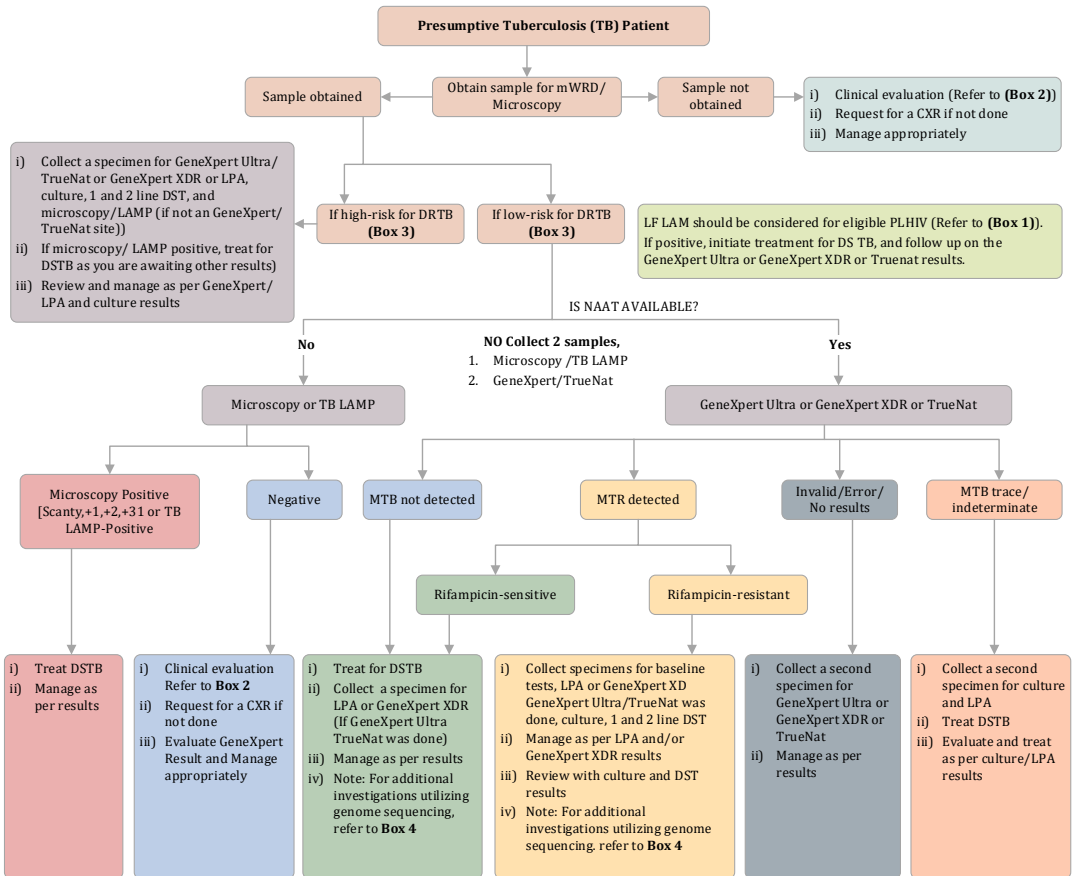 Presumptive Tuberculosis (TB) Patient
Sample obtained
Obtain sample for mWRD/
Microscopy
Sample not
obtained
i) Clinical evaluation (Refer to (Box 2))
ii) Request for a CXR if not done
iii) Manage appropriately
i) Collect a specimen for GeneXpert Ultra/
TrueNat or GeneXpert XDR or LPA,
culture, 1 and 2 line DST, and
microscopy/LAMP (if not an GeneXpert/
TrueNat site))
ii) If microscopy/ LAMP positive, treat for
DSTB as you are awaiting other results)
iii) Review and manage as per GeneXpert/
LPA and culture results
If high-risk for DRTB
(Box 3)
If low-risk for DRTB
(Box 3)
LF LAM should be considered for eligible PLHIV (Refer to (Box 1)).
If positive, initiate treatment for DS TB, and follow up on the
GeneXpert Ultra or GeneXpert XDR or Truenat results.
IS NAAT AVAILABLE?
No
NO Collect 2 samples,
1. Microscopy /TB LAMP
2. GeneXpert/TrueNat
Yes
Microscopy or TB LAMP
GeneXpert Ultra or GeneXpert XDR or TrueNat
Microscopy Positive
[Scanty,+1,+2,+31 or TB
LAMP-Positive
Negative
MTB not detected
MTR detected
Invalid/Error/
No results
MTB trace/
indeterminate
Rifampicin-sensitive
Rifampicin-resistant
i) Treat DSTB
ii) Manage as
per results
i) Clinical evaluation
Refer to Box 2
ii) Request for a CXR if
not done
iii) Evaluate GeneXpert
Result and Manage
appropriately
i) Treat for DSTB
ii) Collect a specimen for
LPA or GeneXpert XDR
(If GeneXpert Ultra
TrueNat was done)
iii) Manage as per results
iv) Note: For additional
investigations utilizing
genome sequencing,
refer to Box 4
i) Collect specimens for baseline
tests, LPA or GeneXpert XD
GeneXpert Ultra/TrueNat was
done, culture, 1 and 2 line DST
ii) Manage as per LPA and/or
GeneXpert XDR results
iii) Review with culture and DST
results
iv) Note: For additional
investigations utilizing genome
sequencing. refer to Box 4
i) Collect a second
specimen for
GeneXpert Ultra or
GeneXpert XDR or
TrueNat
ii) Manage as per
results
i) Collect a second
specimen for culture
and LPA
ii) Treat DSTB
iii) Evaluate and treat
as per culture/LPA
results